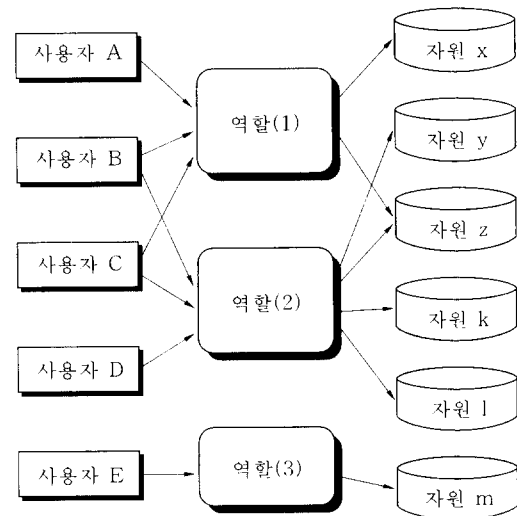 사용자 A
사용자 B
사용자 C
사용자 D
사용자 E
역할(1)
역할(2)
역할(3)
자원 x
자원 y
자원 z
자원 k
자원 l
자원 m